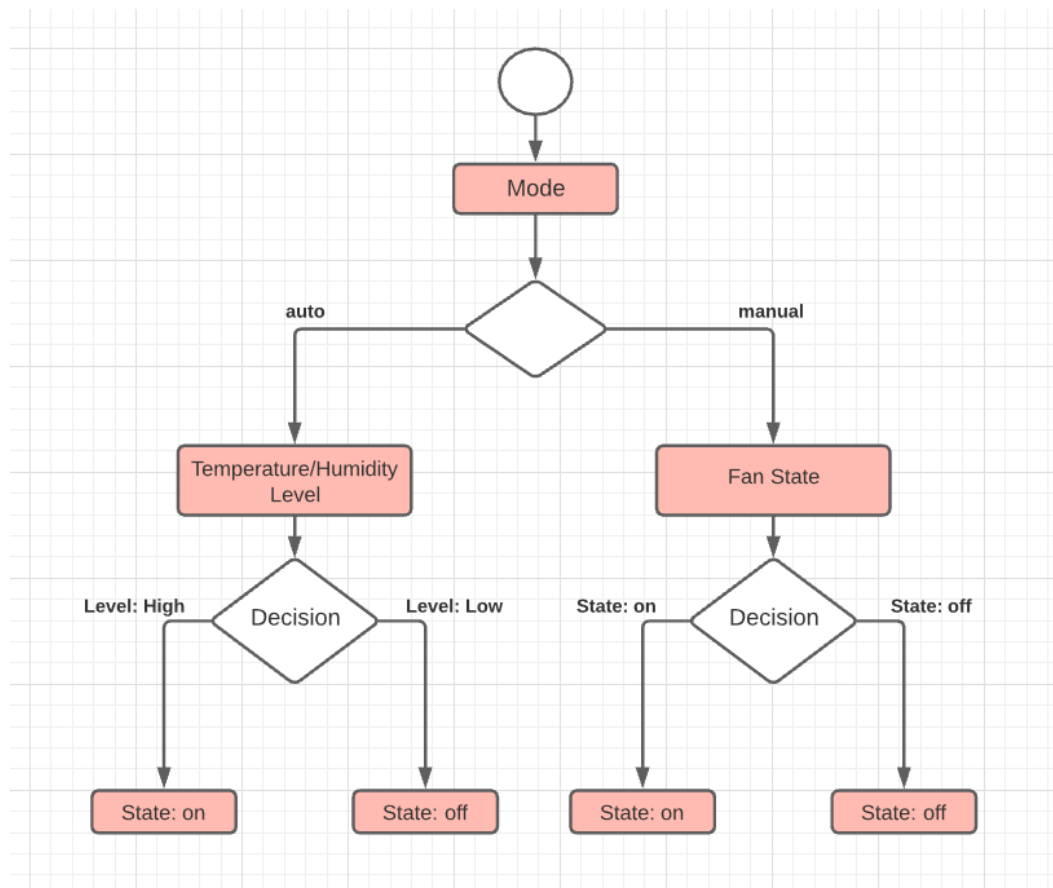 Mode
auto
manual
Temperature/Humidity
Level
Fan State
Level: High
Decision
Level: Low
State: on
Decision
State: off
State: on
State: off
State: on
State: off